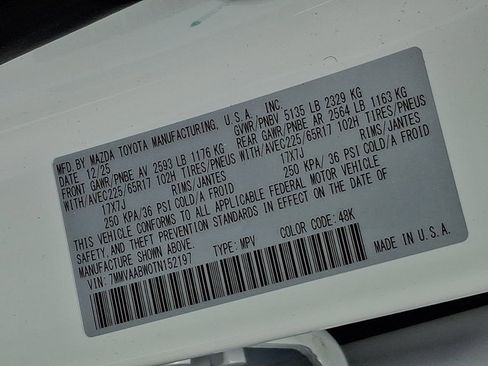 MFD BY MAZDA TOYOTA MANUFACTURING, U.S.A. INC.
DATE 12/25 GVWR/PNBV 5135 LB 2329 KG
FRONT GAWR/PNBE AV 2593 LB 1176 KG REAR GAWR/PNBE AR 2564 LB 1163 KG
WITH/AVEC225/65R17 102H TIRES/PNEUS WITH/AVEC225/65R17 102H TIRES/PNEUS
17X7J RIMS/JANTES 17X7J RIMS/JANTES
250 KPA/36 PSI COLD/A FROID 250 KPA/36 PSI COLD/A FROID
THIS VEHICLE CONFORMS TO ALL APPLICABLE FEDERAL MOTOR VEHICLE
SAFETY, AND THEFT PREVENTION STANDARDS IN EFFECT ON THE DATE OF
MANUFACTURE SHOWN ABOVE.
VIN: 7MMVAABW0TN152197 TYPE: MPV COLOR CODE: 48K
MADE IN U.S.A.